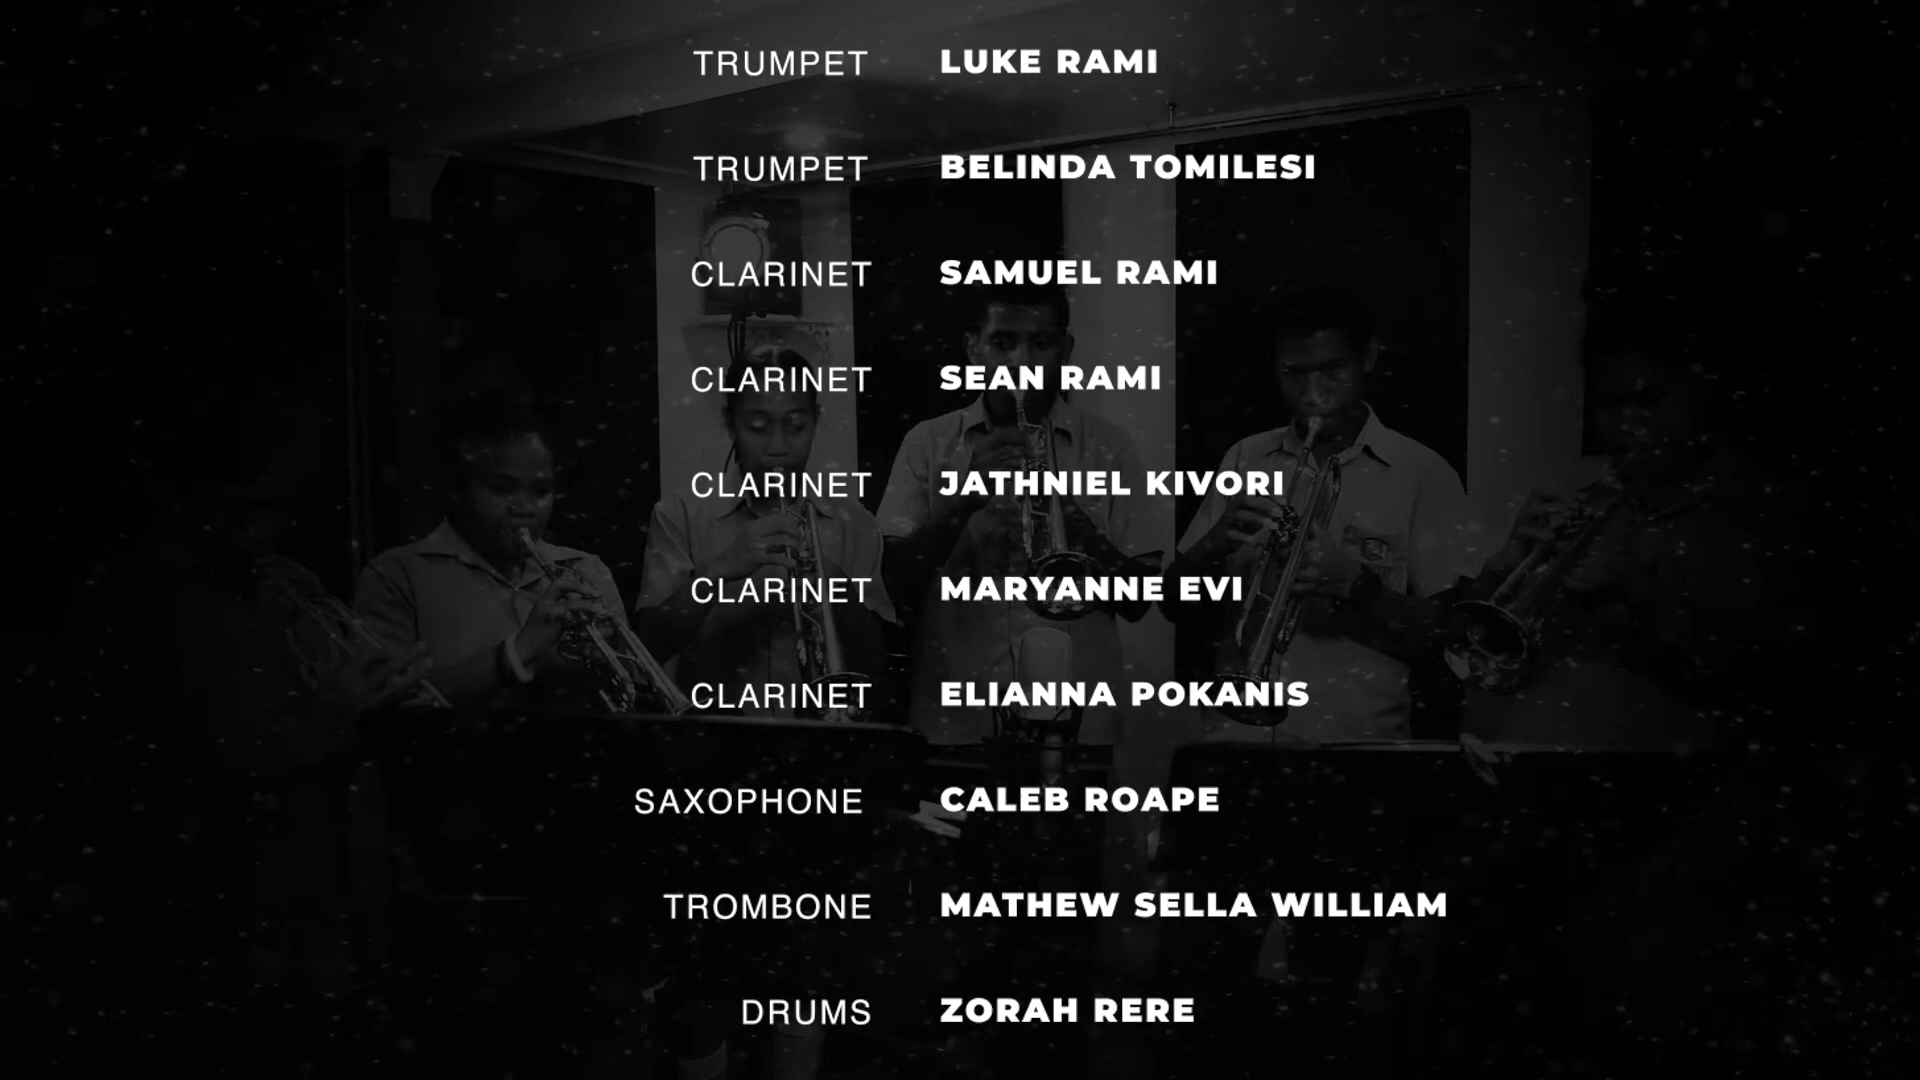 TRUMPET LUKE RAMI
TRUMPET BELINDA TOMILESI
CLARINET SAMUEL RAMI
CLARINET SEAN RAMI
CLARINET JATHNIEL KIVORI
CLARINET MARYANNE EVI
CLARINET ELIANNA POKANIS
SAXOPHONE CALEB ROAPE
TROMBONE MATHEW SELLA WILLIAM
DRUMS ZORAH RERE